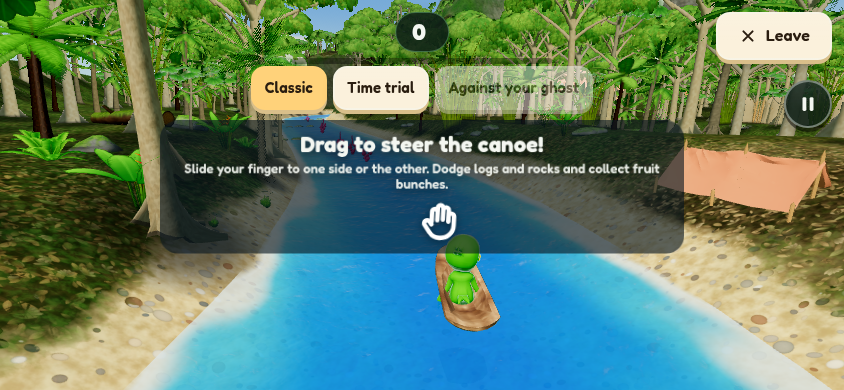 0
Leave
Classic
Time trial
Against your ghost
Drag to steer the canoe!
Slide your finger to one side or the other. Dodge logs and rocks and collect fruit
bunches.